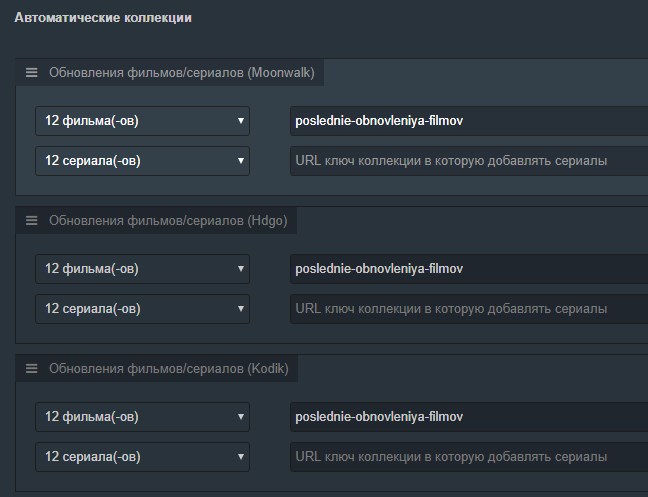 Автоматические коллекции
Обновления фильмов/сериалов (Moonwalk)
12 фильма(-ов) poslednie-obnovleniya-filmov
12 сериала(-ов) URL ключ коллекции в которую добавлять сериалы
Обновления фильмов/сериалов (Hdgo)
12 фильма(-ов) poslednie-obnovleniya-filmov
12 сериала(-ов) URL ключ коллекции в которую добавлять сериалы
Обновления фильмов/сериалов (Kodik)
12 фильма(-ов) poslednie-obnovleniya-filmov
12 сериала(-ов) URL ключ коллекции в которую добавлять сериалы